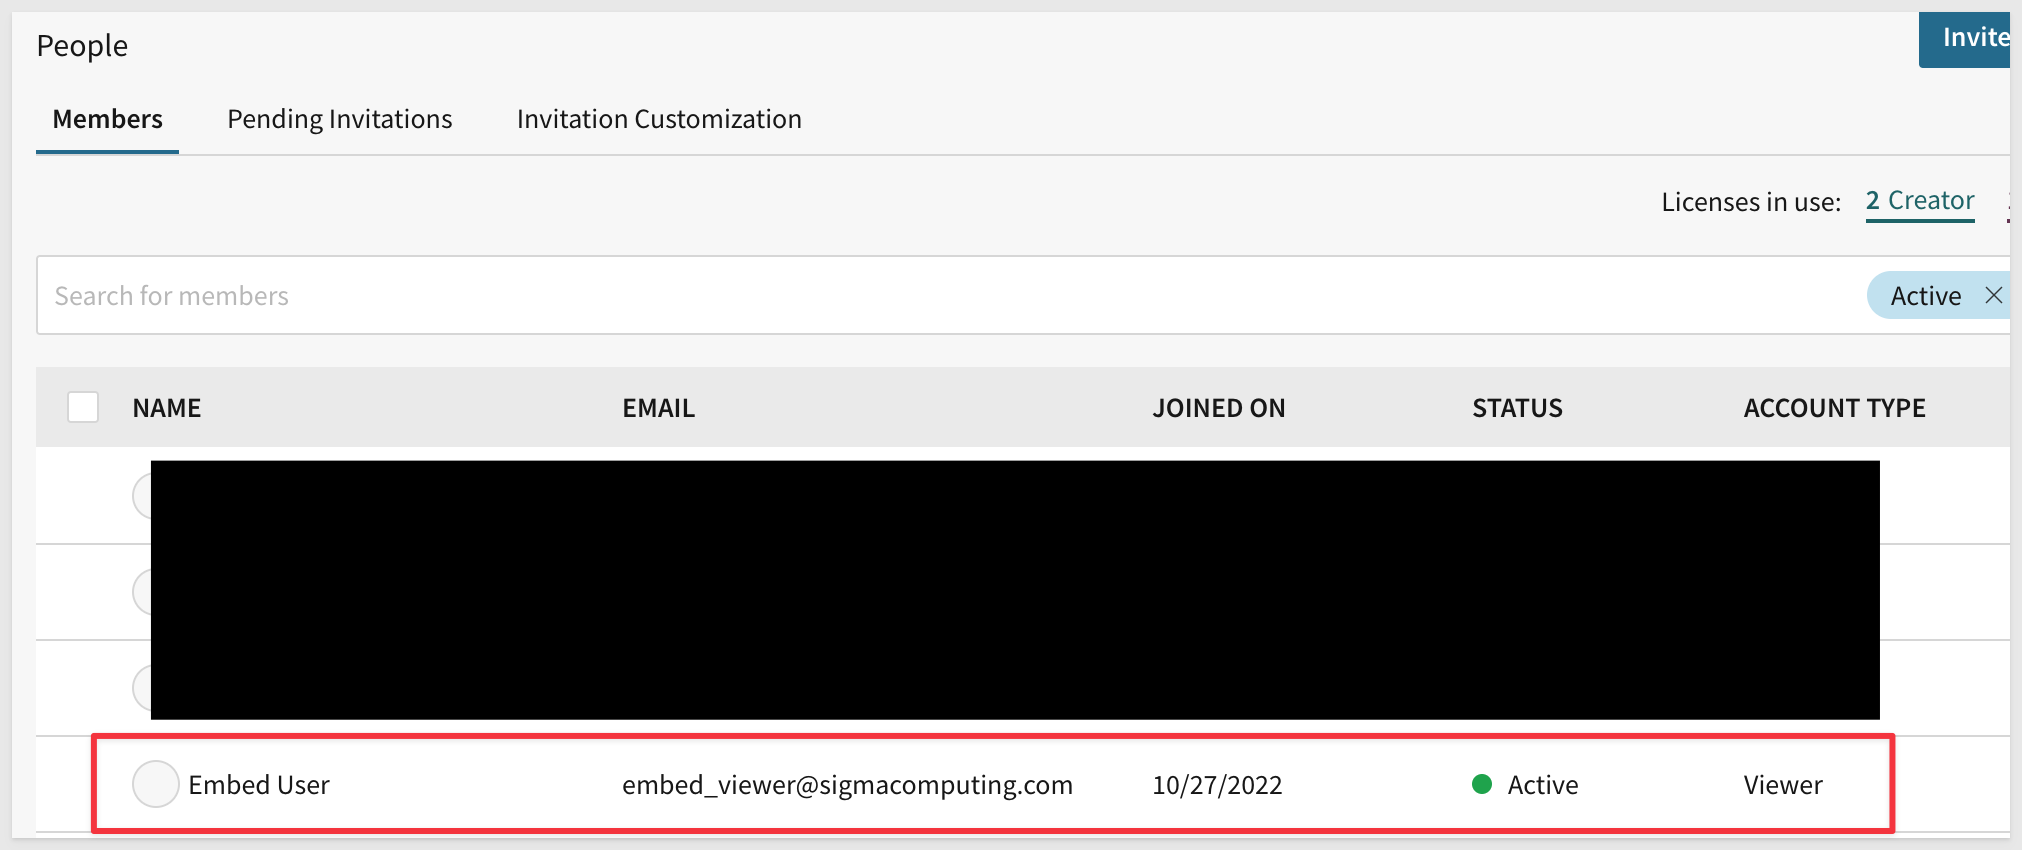 People
Invite
Members Pending Invitations Invitation Customization
Licenses in use: 2 Creator
Search for members Active
NAME EMAIL JOINED ON STATUS ACCOUNT TYPE
Embed User embed_viewer@sigmacomputing.com 10/27/2022 Active Viewer